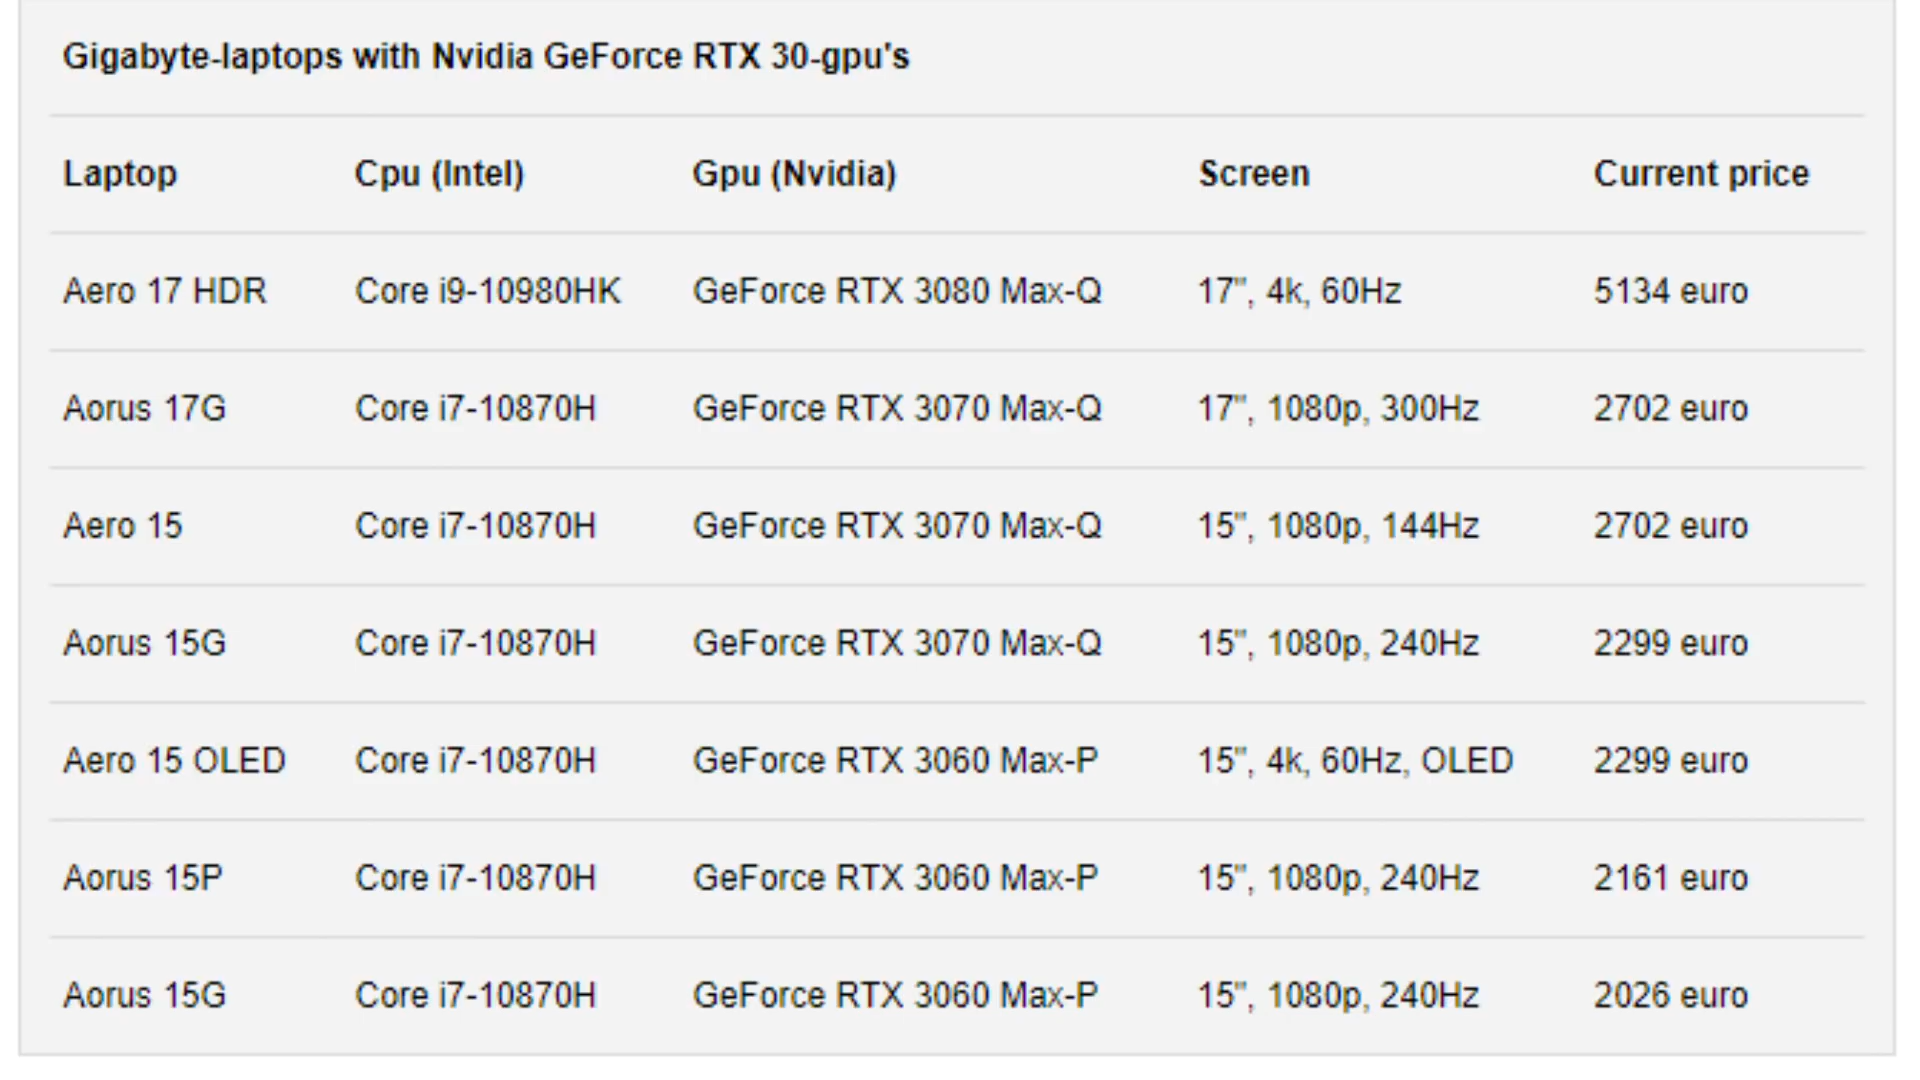 Gigabyte-laptops with Nvidia GeForce RTX 30-gpu's
Laptop Cpu (Intel) Gpu (Nvidia) Screen Current price
Aero 17 HDR Core i9-10980HK GeForce RTX 3080 Max-Q 17", 4k, 60Hz 5134 euro
Aorus 17G Core i7-10870H GeForce RTX 3070 Max-Q 17", 1080p, 300Hz 2702 euro
Aero 15 Core i7-10870H GeForce RTX 3070 Max-Q 15", 1080p, 144Hz 2702 euro
Aorus 15G Core i7-10870H GeForce RTX 3070 Max-Q 15", 1080p, 240Hz 2299 euro
Aero 15 OLED Core i7-10870H GeForce RTX 3060 Max-P 15", 4k, 60Hz, OLED 2299 euro
Aorus 15P Core i7-10870H GeForce RTX 3060 Max-P 15", 1080p, 240Hz 2161 euro
Aorus 15G Core i7-10870H GeForce RTX 3060 Max-P 15", 1080p, 240Hz 2026 euro